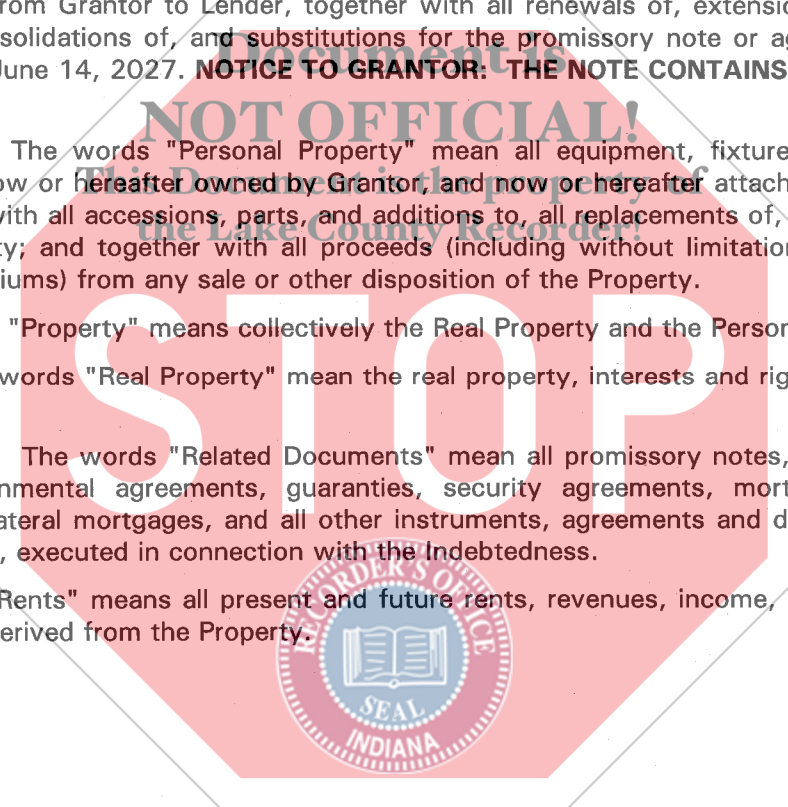 from Grantor to Lender, together with all renewals of, extensio
solidations of, and substitutions for the promissory note or ag
June 14, 2027. NOTICE TO GRANTOR: THE NOTE CONTAINS
Document is
NOT OFFICIAL!
This Document is the property of
the Lake County Recorder!
The words "Personal Property" mean all equipment, fixture
ow or hereafter owned by Grantor, and now or hereafter attach
with all accessions, parts, and additions to, all replacements of,
ty; and together with all proceeds (including without limitation
iums) from any sale or other disposition of the Property.
"Property" means collectively the Real Property and the Person
words "Real Property" mean the real property, interests and rig
STOP
The words "Related Documents" mean all promissory notes,
nmental agreements, guaranties, security agreements, mort
ateral mortgages, and all other instruments, agreements and d
, executed in connection with the Indebtedness.
Rents" means all present and future rents, revenues, income,
erived from the Property.
RECORDER'S OFFICE
SEAL
INDIANA